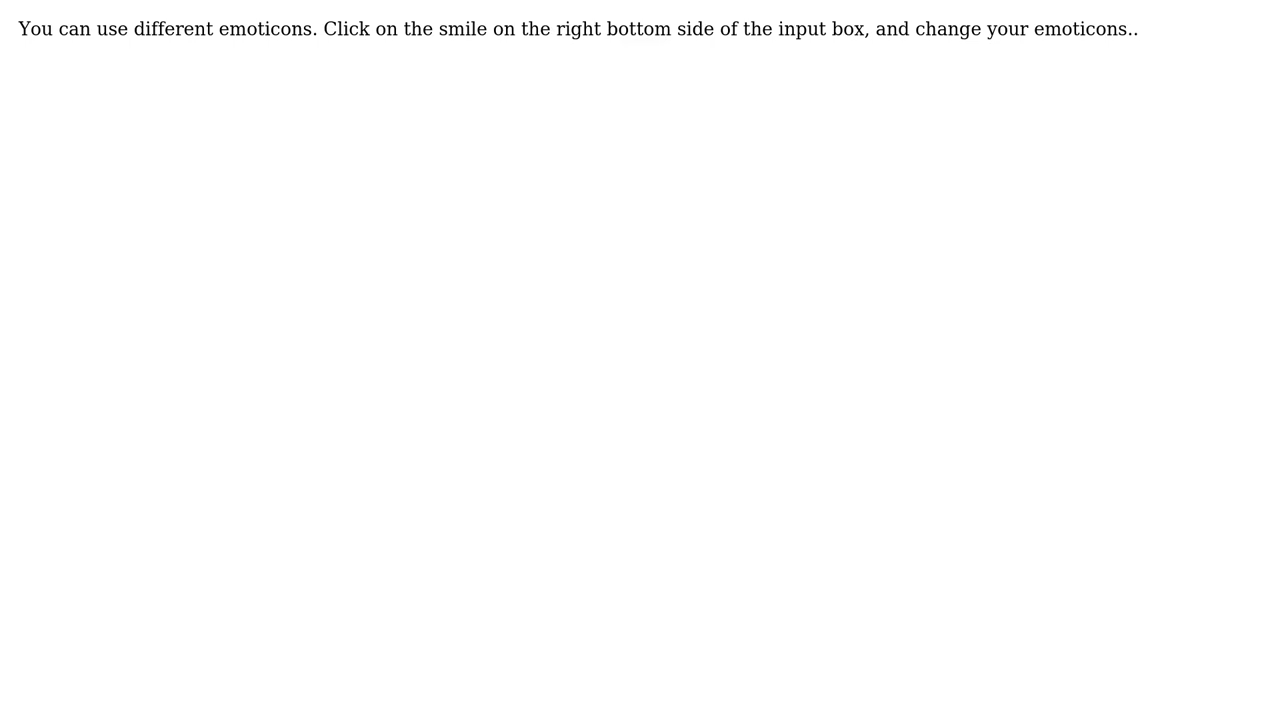 You can use different emoticons. Click on the smile on the right bottom side of the input box, and change your emoticons..